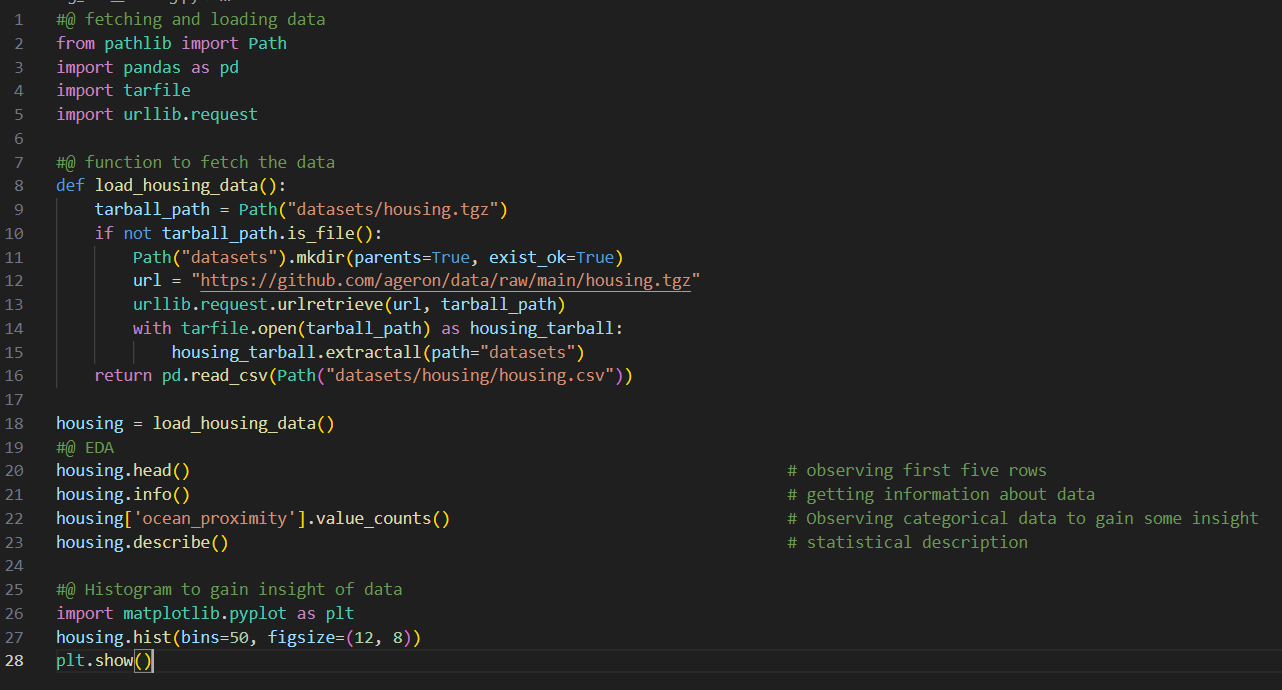 1 #@ fetching and loading data
2 from pathlib import Path
3 import pandas as pd
4 import tarfile
5 import urllib.request
6
7 #@ function to fetch the data
8 def load_housing_data():
9     tarball_path = Path("datasets/housing.tgz")
10     if not tarball_path.is_file():
11         Path("datasets").mkdir(parents=True, exist_ok=True)
12         url = "https://github.com/ageron/data/raw/main/housing.tgz"
13         urllib.request.urlretrieve(url, tarball_path)
14         with tarfile.open(tarball_path) as housing_tarball:
15             housing_tarball.extractall(path="datasets")
16     return pd.read_csv(Path("datasets/housing/housing.csv"))
17
18 housing = load_housing_data()
19 #@ EDA
20 housing.head() # observing first five rows
21 housing.info() # getting information about data
22 housing['ocean_proximity'].value_counts() # Observing categorical data to gain some insight
23 housing.describe() # statistical description
24
25 #@ Histogram to gain insight of data
26 import matplotlib.pyplot as plt
27 housing.hist(bins=50, figsize=(12, 8))
28 plt.show()